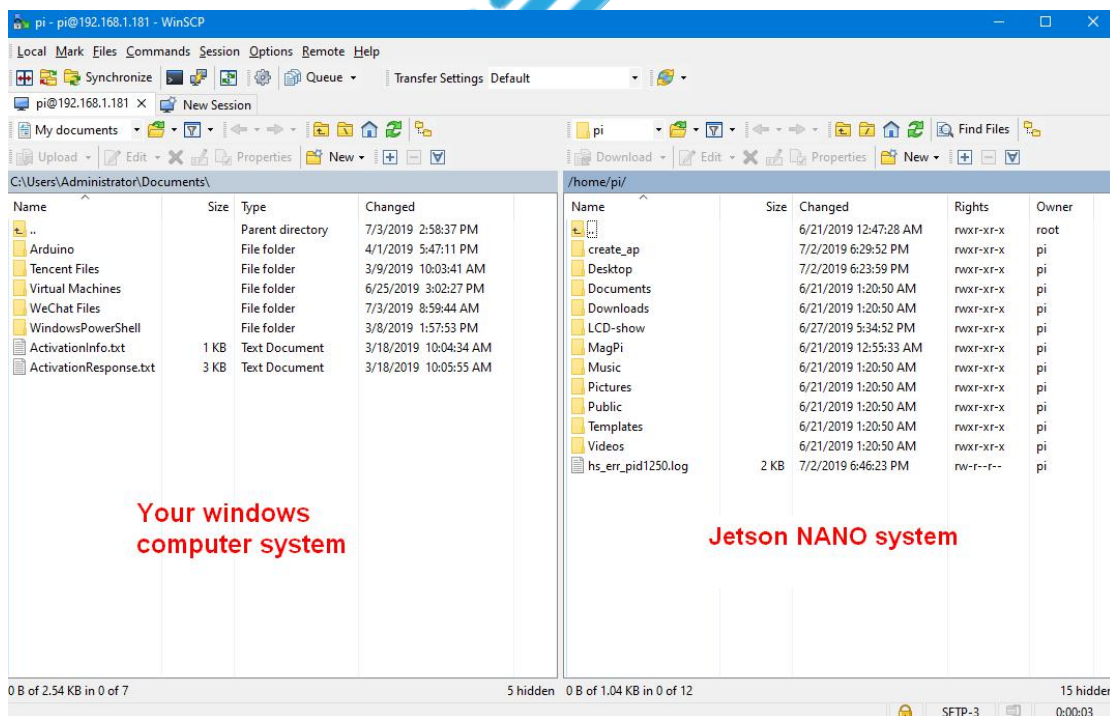 pi - pi@192.168.1.181 - WinSCP
Local Mark Files Commands Session Options Remote Help
Synchronize Queue Transfer Settings Default
pi@192.168.1.181 × New Session
My documents
Upload Edit Properties New
C:\Users\Administrator\Documents\
Name Size Type Changed
.. Parent directory 7/3/2019 2:58:37 PM
Arduino File folder 4/1/2019 5:47:11 PM
Tencent Files File folder 3/9/2019 10:03:41 AM
Virtual Machines File folder 6/25/2019 3:02:27 PM
WeChat Files File folder 7/3/2019 8:59:44 AM
WindowsPowerShell File folder 3/8/2019 1:57:53 PM
ActivationInfo.txt 1 KB Text Document 3/18/2019 10:04:34 AM
ActivationResponse.txt 3 KB Text Document 3/18/2019 10:05:55 AM
Your windows
computer system
0 B of 2.54 KB in 0 of 7 5 hidden
pi Find Files
Download Edit Properties New
/home/pi/
Name Size Changed Rights Owner
.. 6/21/2019 12:47:28 AM rwxr-xr-x root
create_ap 7/2/2019 6:29:52 PM rwxr-xr-x pi
Desktop 7/2/2019 6:23:59 PM rwxr-xr-x pi
Documents 6/21/2019 1:20:50 AM rwxr-xr-x pi
Downloads 6/21/2019 1:20:50 AM rwxr-xr-x pi
LCD-show 6/27/2019 5:34:52 PM rwxr-xr-x pi
MagPi 6/21/2019 12:55:33 AM rwxr-xr-x pi
Music 6/21/2019 1:20:50 AM rwxr-xr-x pi
Pictures 6/21/2019 1:20:50 AM rwxr-xr-x pi
Public 6/21/2019 1:20:50 AM rwxr-xr-x pi
Templates 6/21/2019 1:20:50 AM rwxr-xr-x pi
Videos 6/21/2019 1:20:50 AM rwxr-xr-x pi
hs_err_pid1250.log 2 KB 7/2/2019 6:46:23 PM rw-r--r-- pi
Jetson NANO system
0 B of 1.04 KB in 0 of 12 15 hidden
SFTP-3 0:00:03